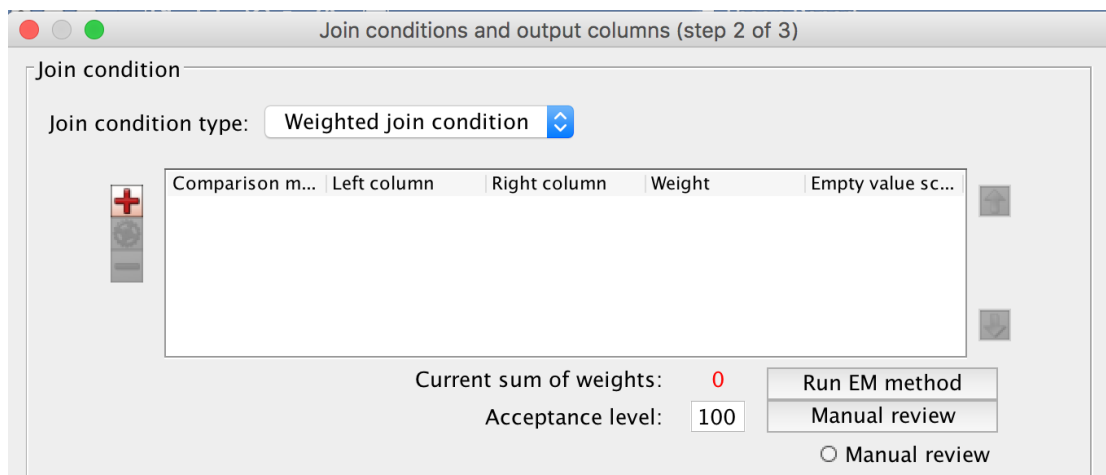 Join conditions and output columns (step 2 of 3)
Join condition
Join condition type: Weighted join condition
Comparison m... Left column Right column Weight Empty value sc...
Current sum of weights: 0 Run EM method
Acceptance level: 100 Manual review
Manual review